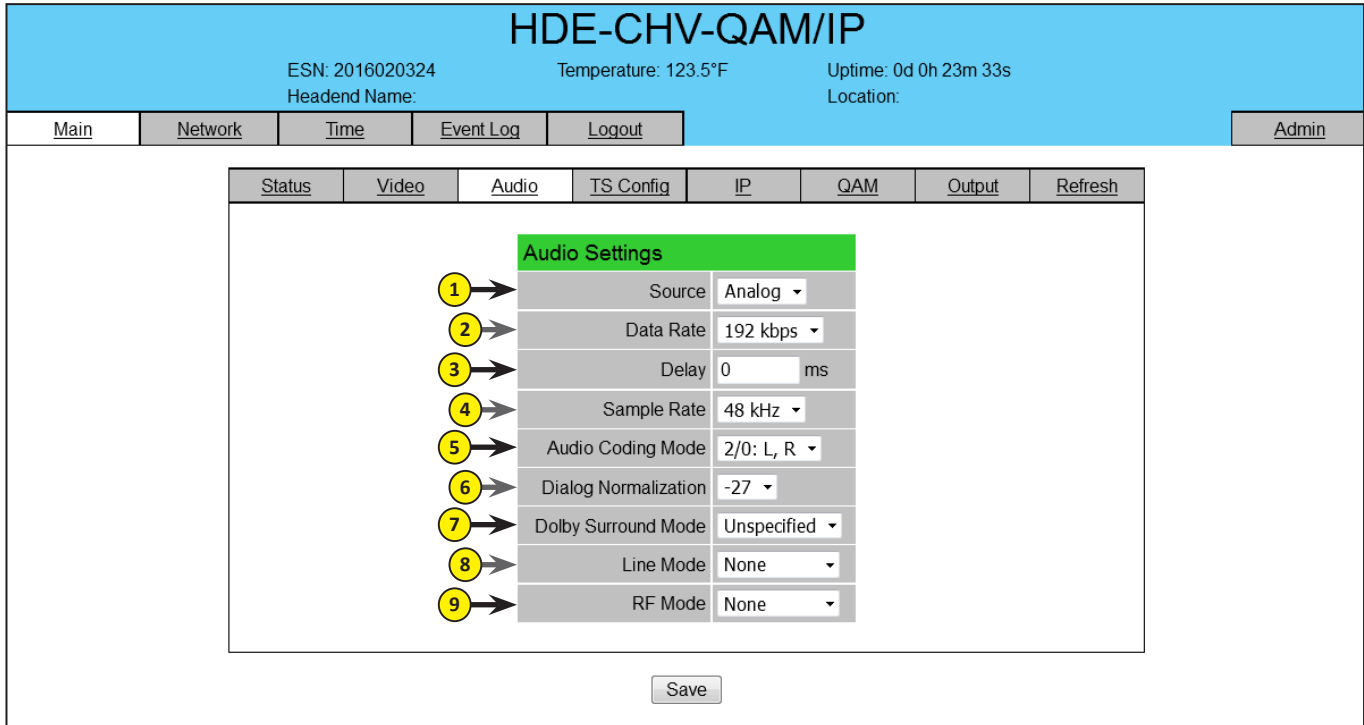 HDE-CHV-QAM/IP
ESN: 2016020324 Temperature: 123.5°F Uptime: 0d 0h 23m 33s
Headend Name: Location:
Main Network Time Event Log Logout Admin
Status Video Audio TS Config IP QAM Output Refresh
Audio Settings
1 Source Analog
2 Data Rate 192 kbps
3 Delay 0 ms
4 Sample Rate 48 kHz
5 Audio Coding Mode 2/0: L, R
6 Dialog Normalization -27
7 Dolby Surround Mode Unspecified
8 Line Mode None
9 RF Mode None
Save